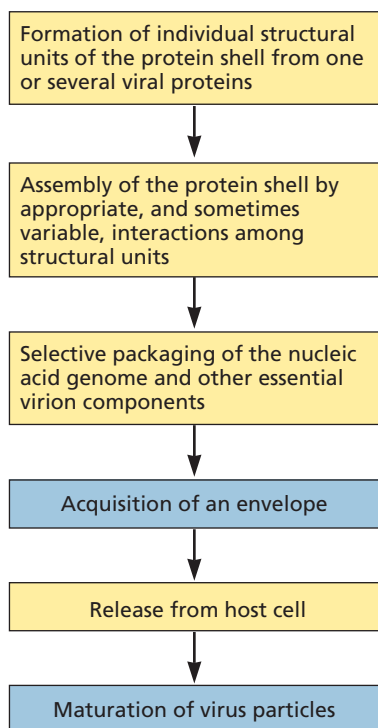 Formation of individual structural
units of the protein shell from one
or several viral proteins
Assembly of the protein shell by
appropriate, and sometimes
variable, interactions among
structural units
Selective packaging of the nucleic
acid genome and other essential
virion components
Acquisition of an envelope
Release from host cell
Maturation of virus particles